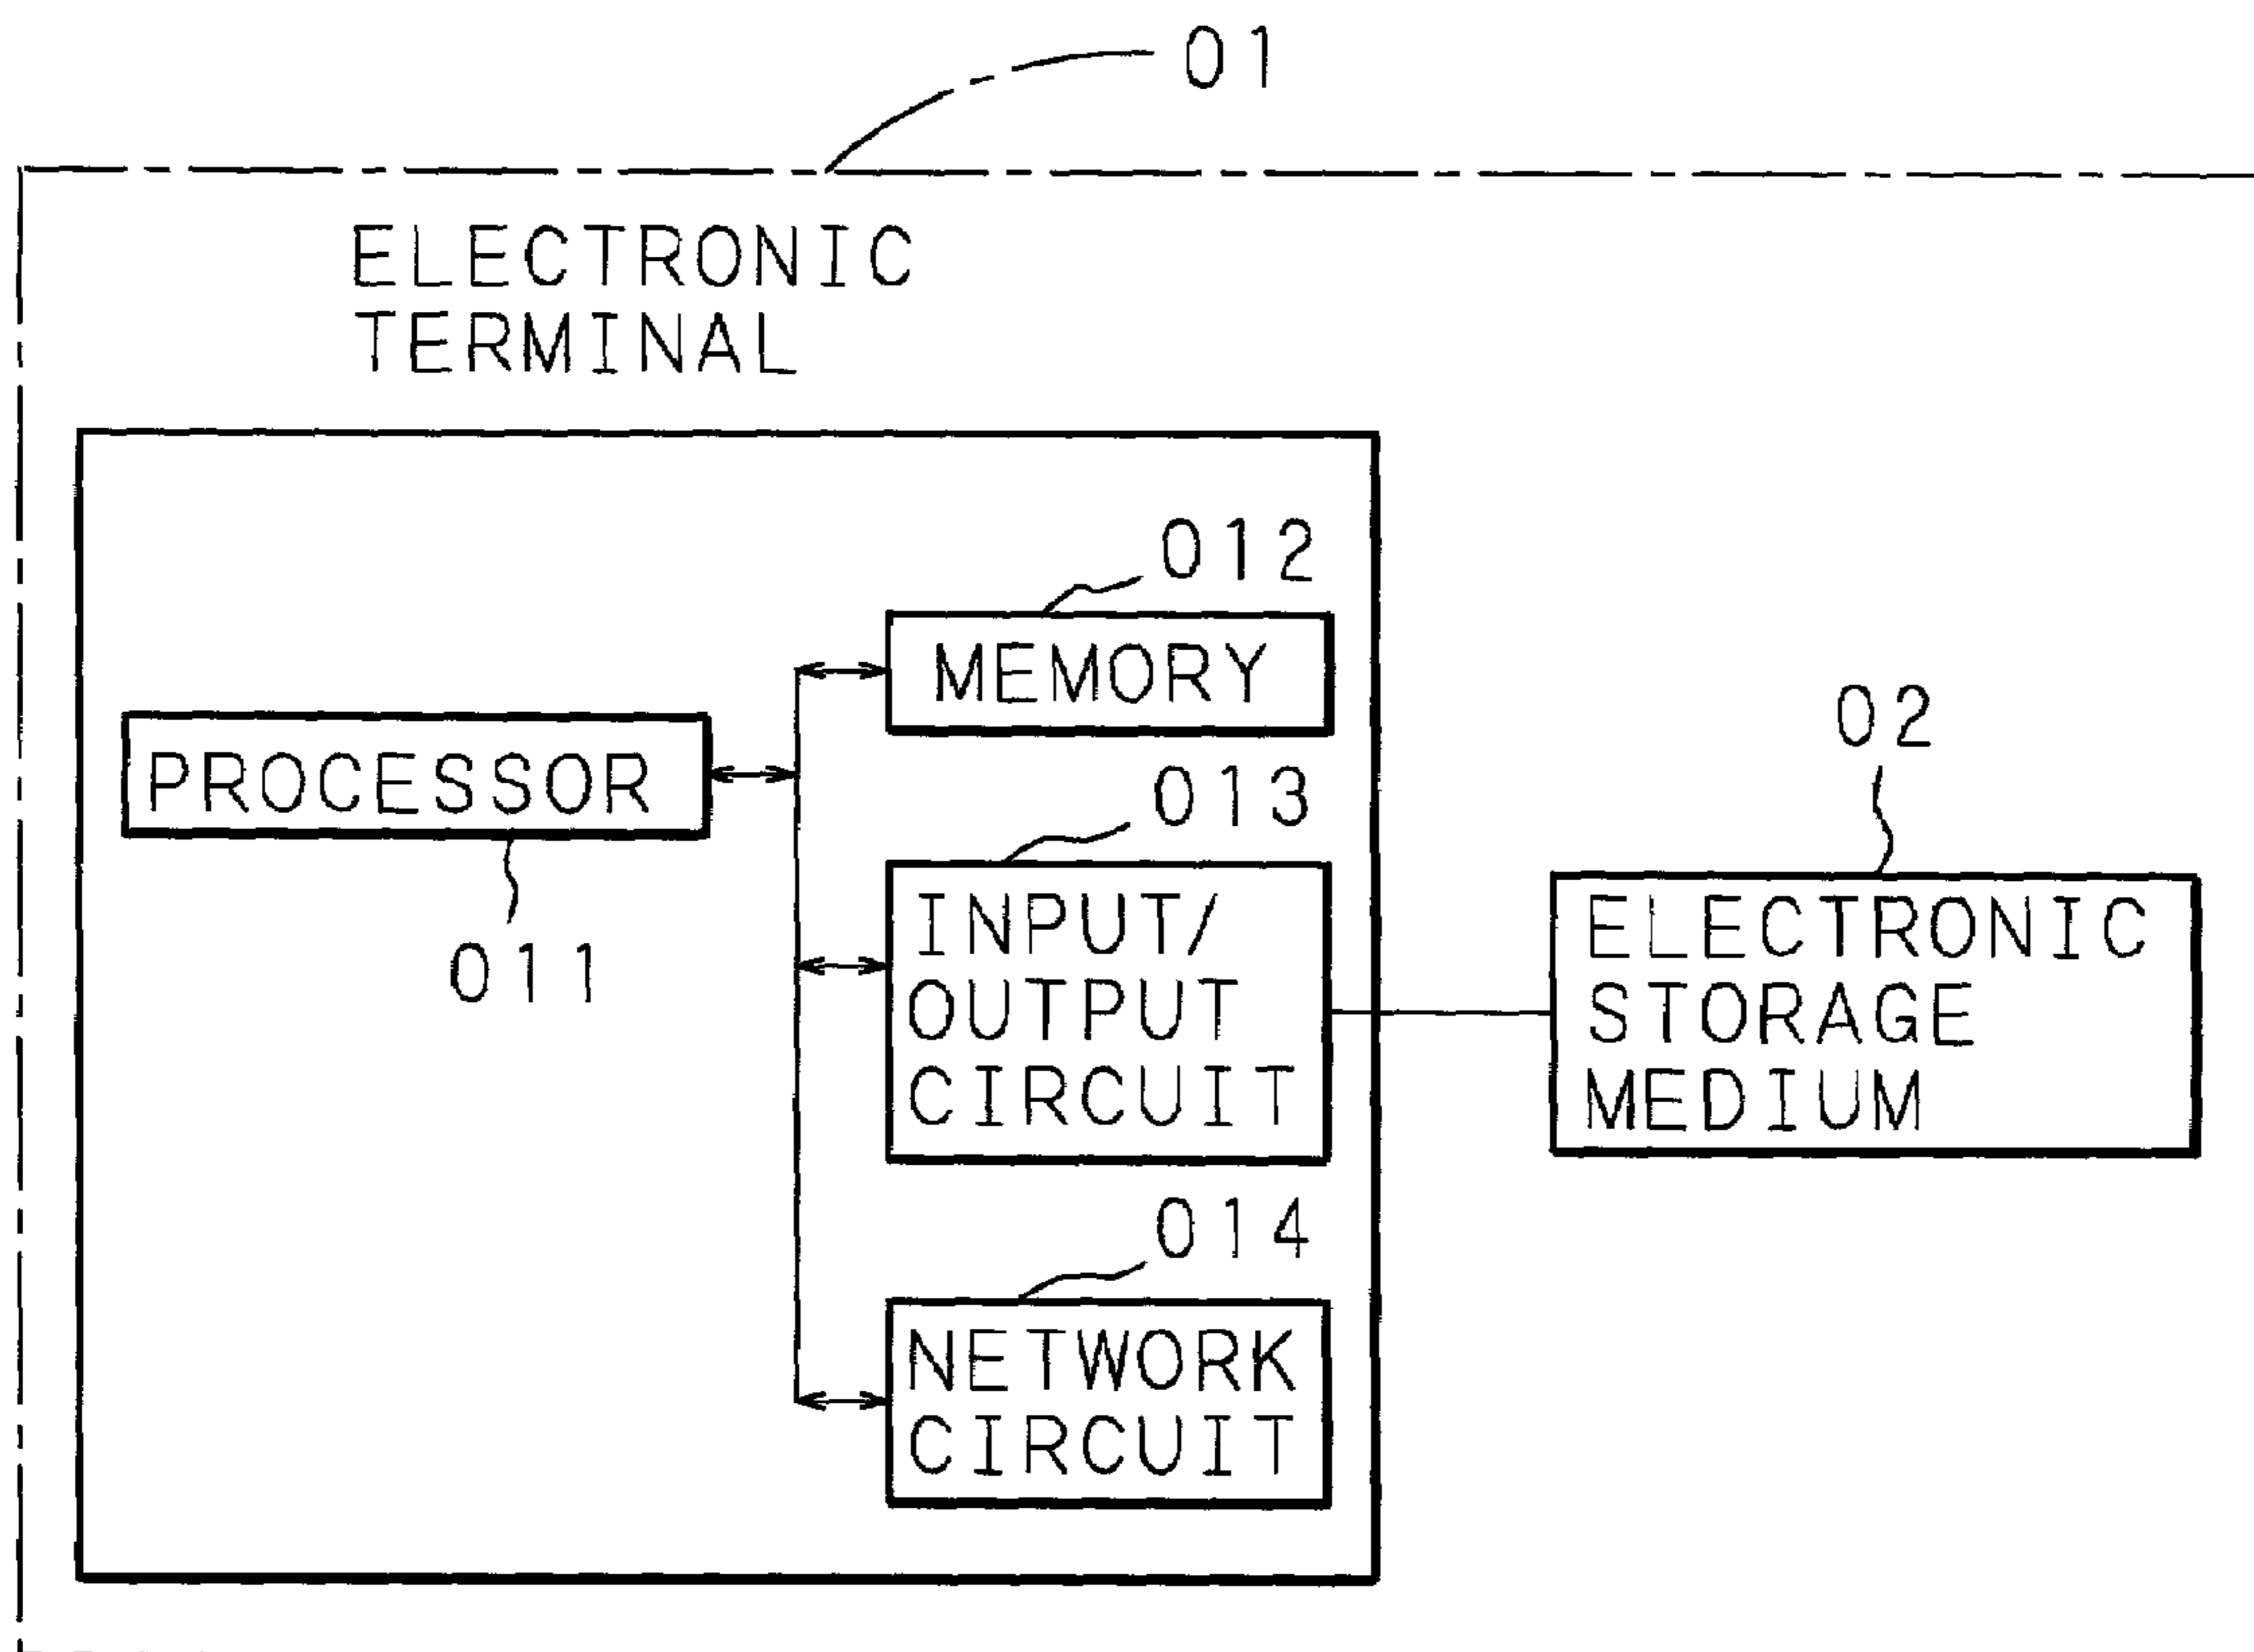 01
ELECTRONIC
TERMINAL
012
MEMORY
PROCESSOR
011
013
INPUT/
OUTPUT
CIRCUIT
02
ELECTRONIC
STORAGE
MEDIUM
014
NETWORK
CIRCUIT